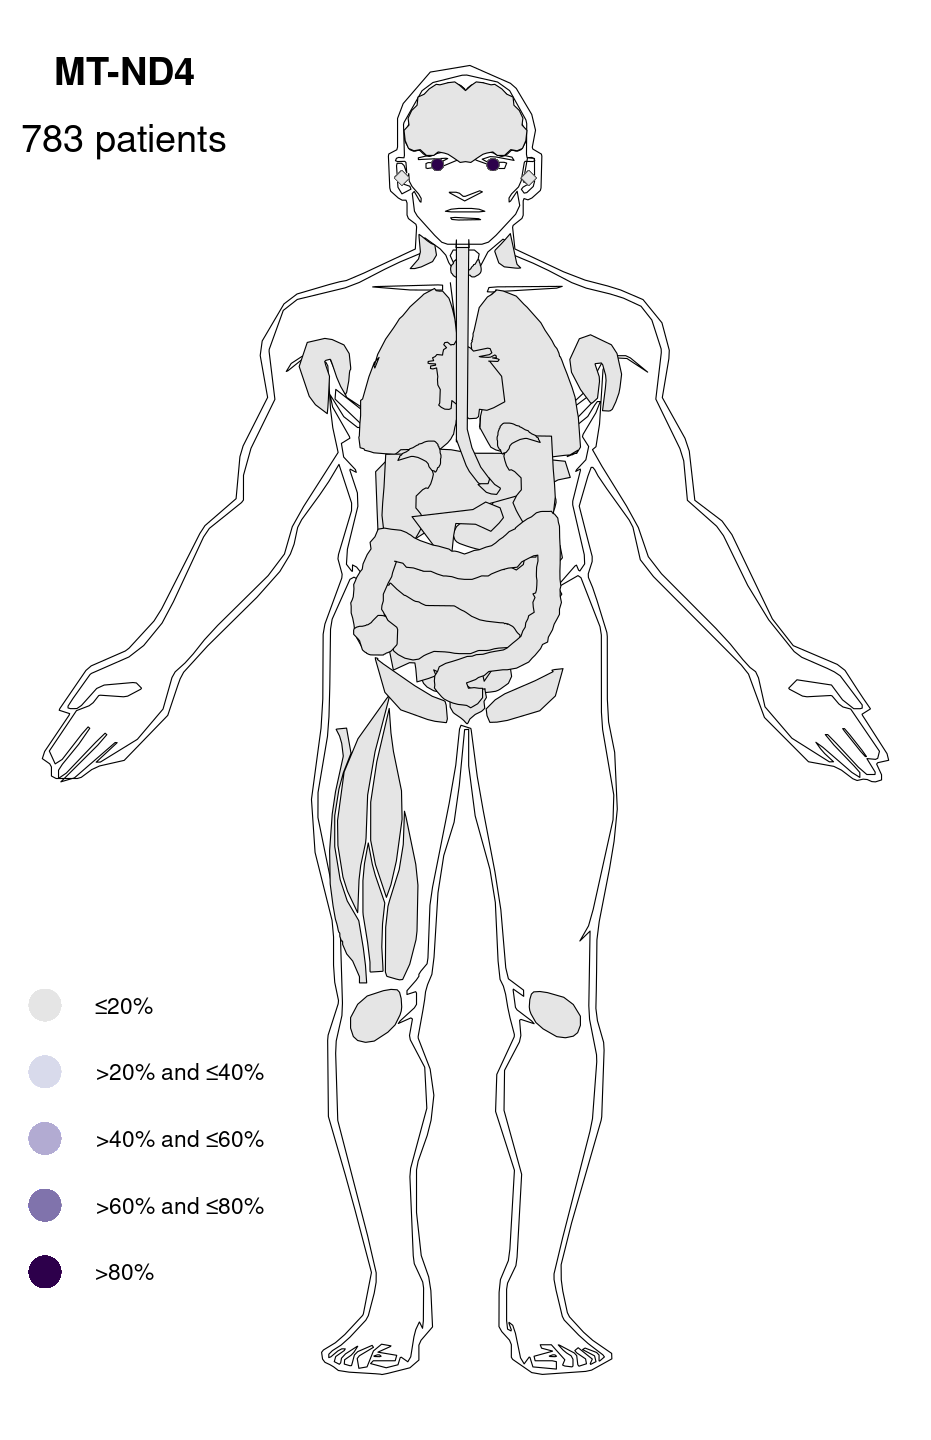 MT-ND4
783 patients
≤20%
>20% and ≤40%
>40% and ≤60%
>60% and ≤80%
>80%